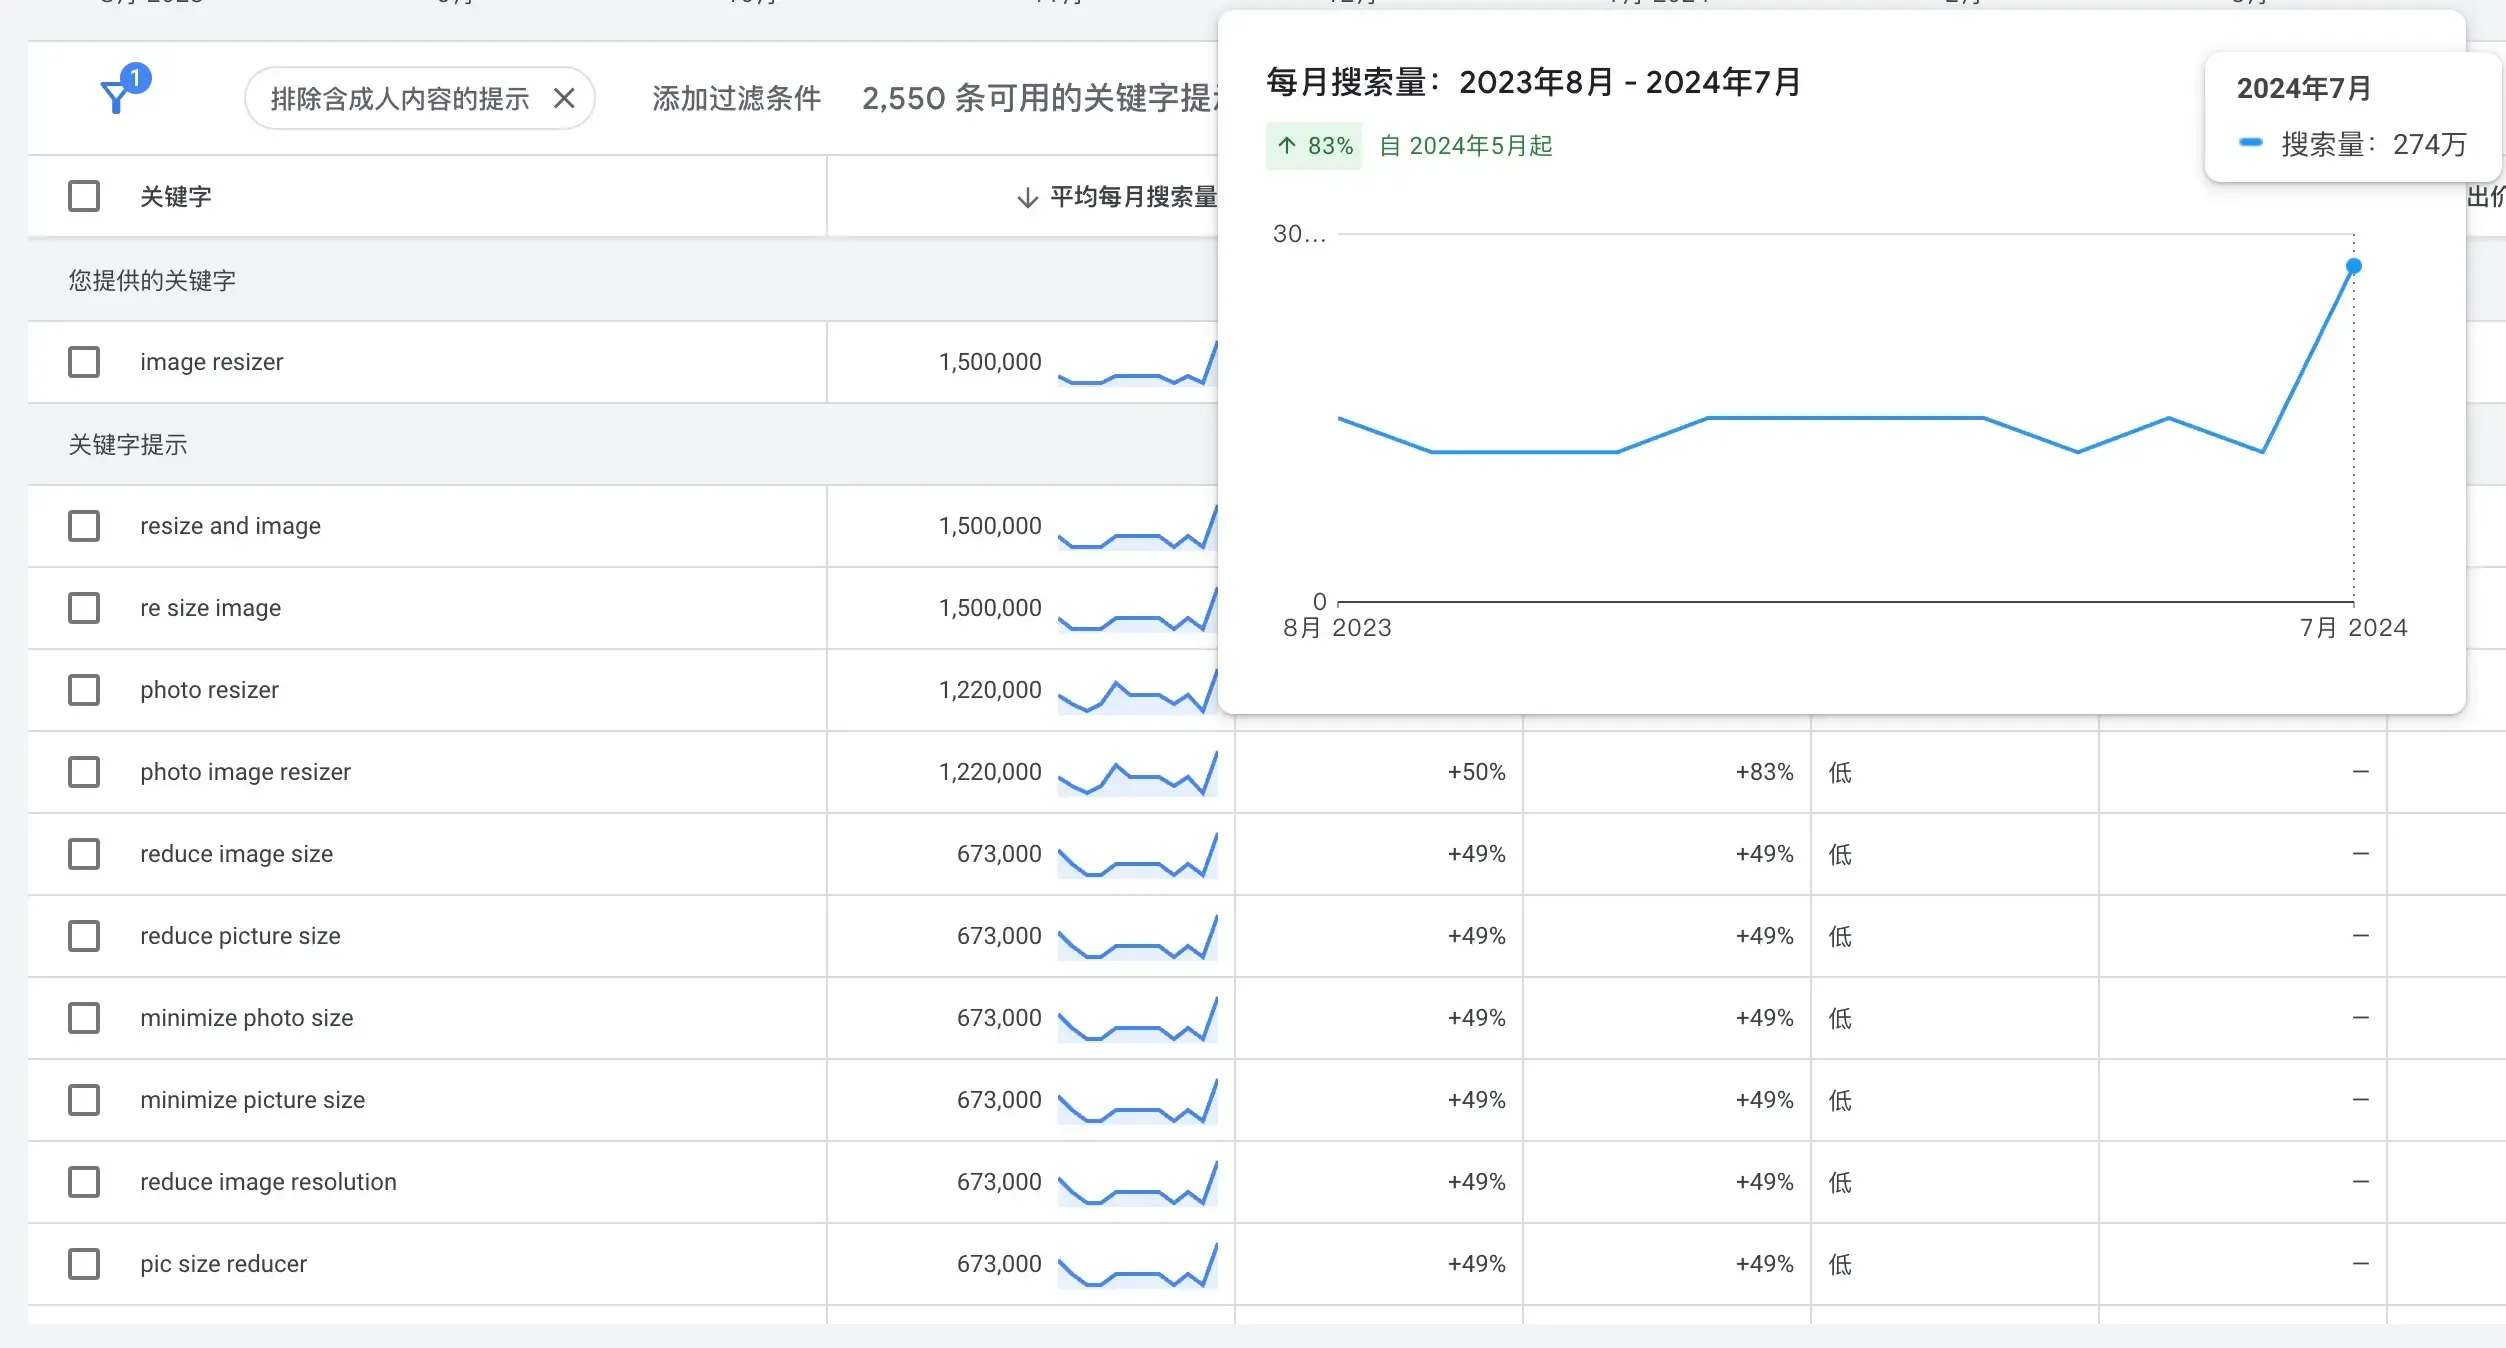 1
排除含成人内容的提示
添加过滤条件
2,550 条可用的关键字提
每月搜索量：2023年8月 - 2024年7月
83% 自 2024年5月起
2024年7月
搜索量：274万
30...
0
8月 2023
7月 2024
关键字
平均每月搜索量
出价
您提供的关键字
image resizer 1,500,000
关键字提示
resize and image 1,500,000
re size image 1,500,000
photo resizer 1,220,000
photo image resizer 1,220,000 +50% +83% 低 –
reduce image size 673,000 +49% +49% 低 –
reduce picture size 673,000 +49% +49% 低 –
minimize photo size 673,000 +49% +49% 低 –
minimize picture size 673,000 +49% +49% 低 –
reduce image resolution 673,000 +49% +49% 低 –
pic size reducer 673,000 +49% +49% 低 –